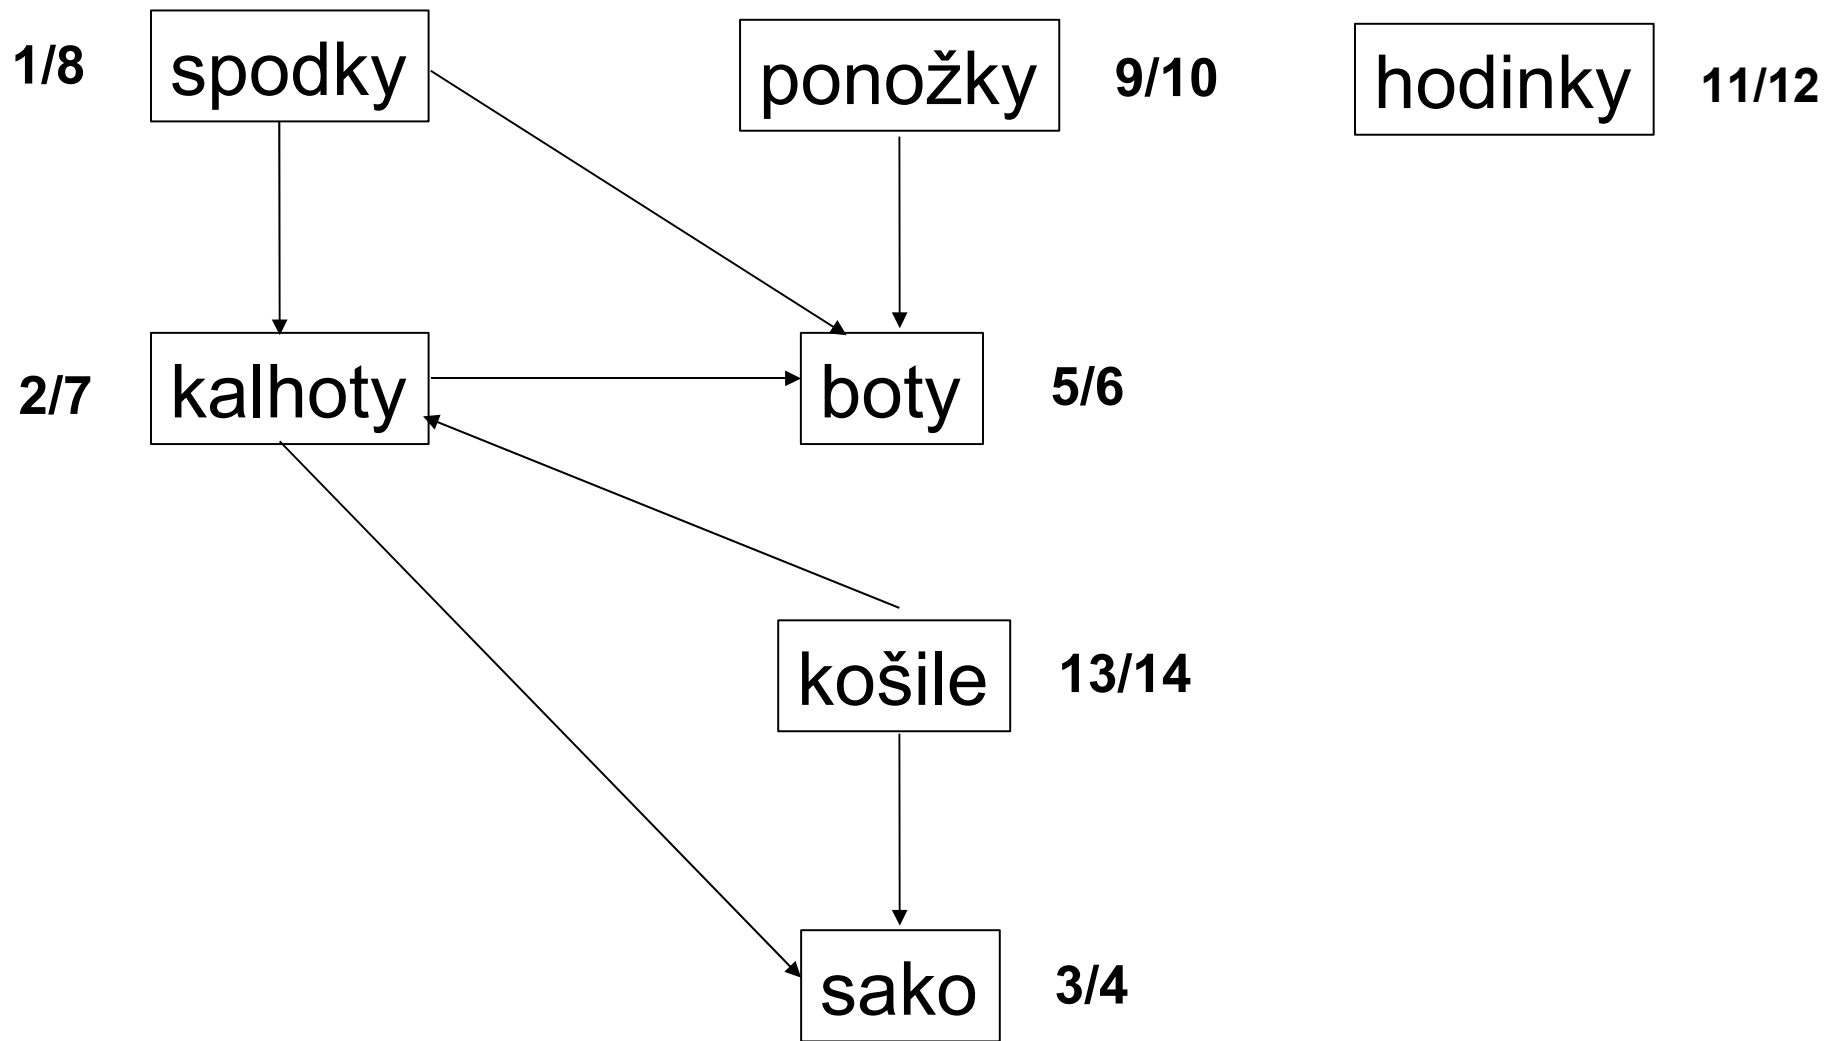 1/8 spodky ponožky 9/10 hodinky 11/12
2/7 kalhoty boty 5/6
košile 13/14
sako 3/4